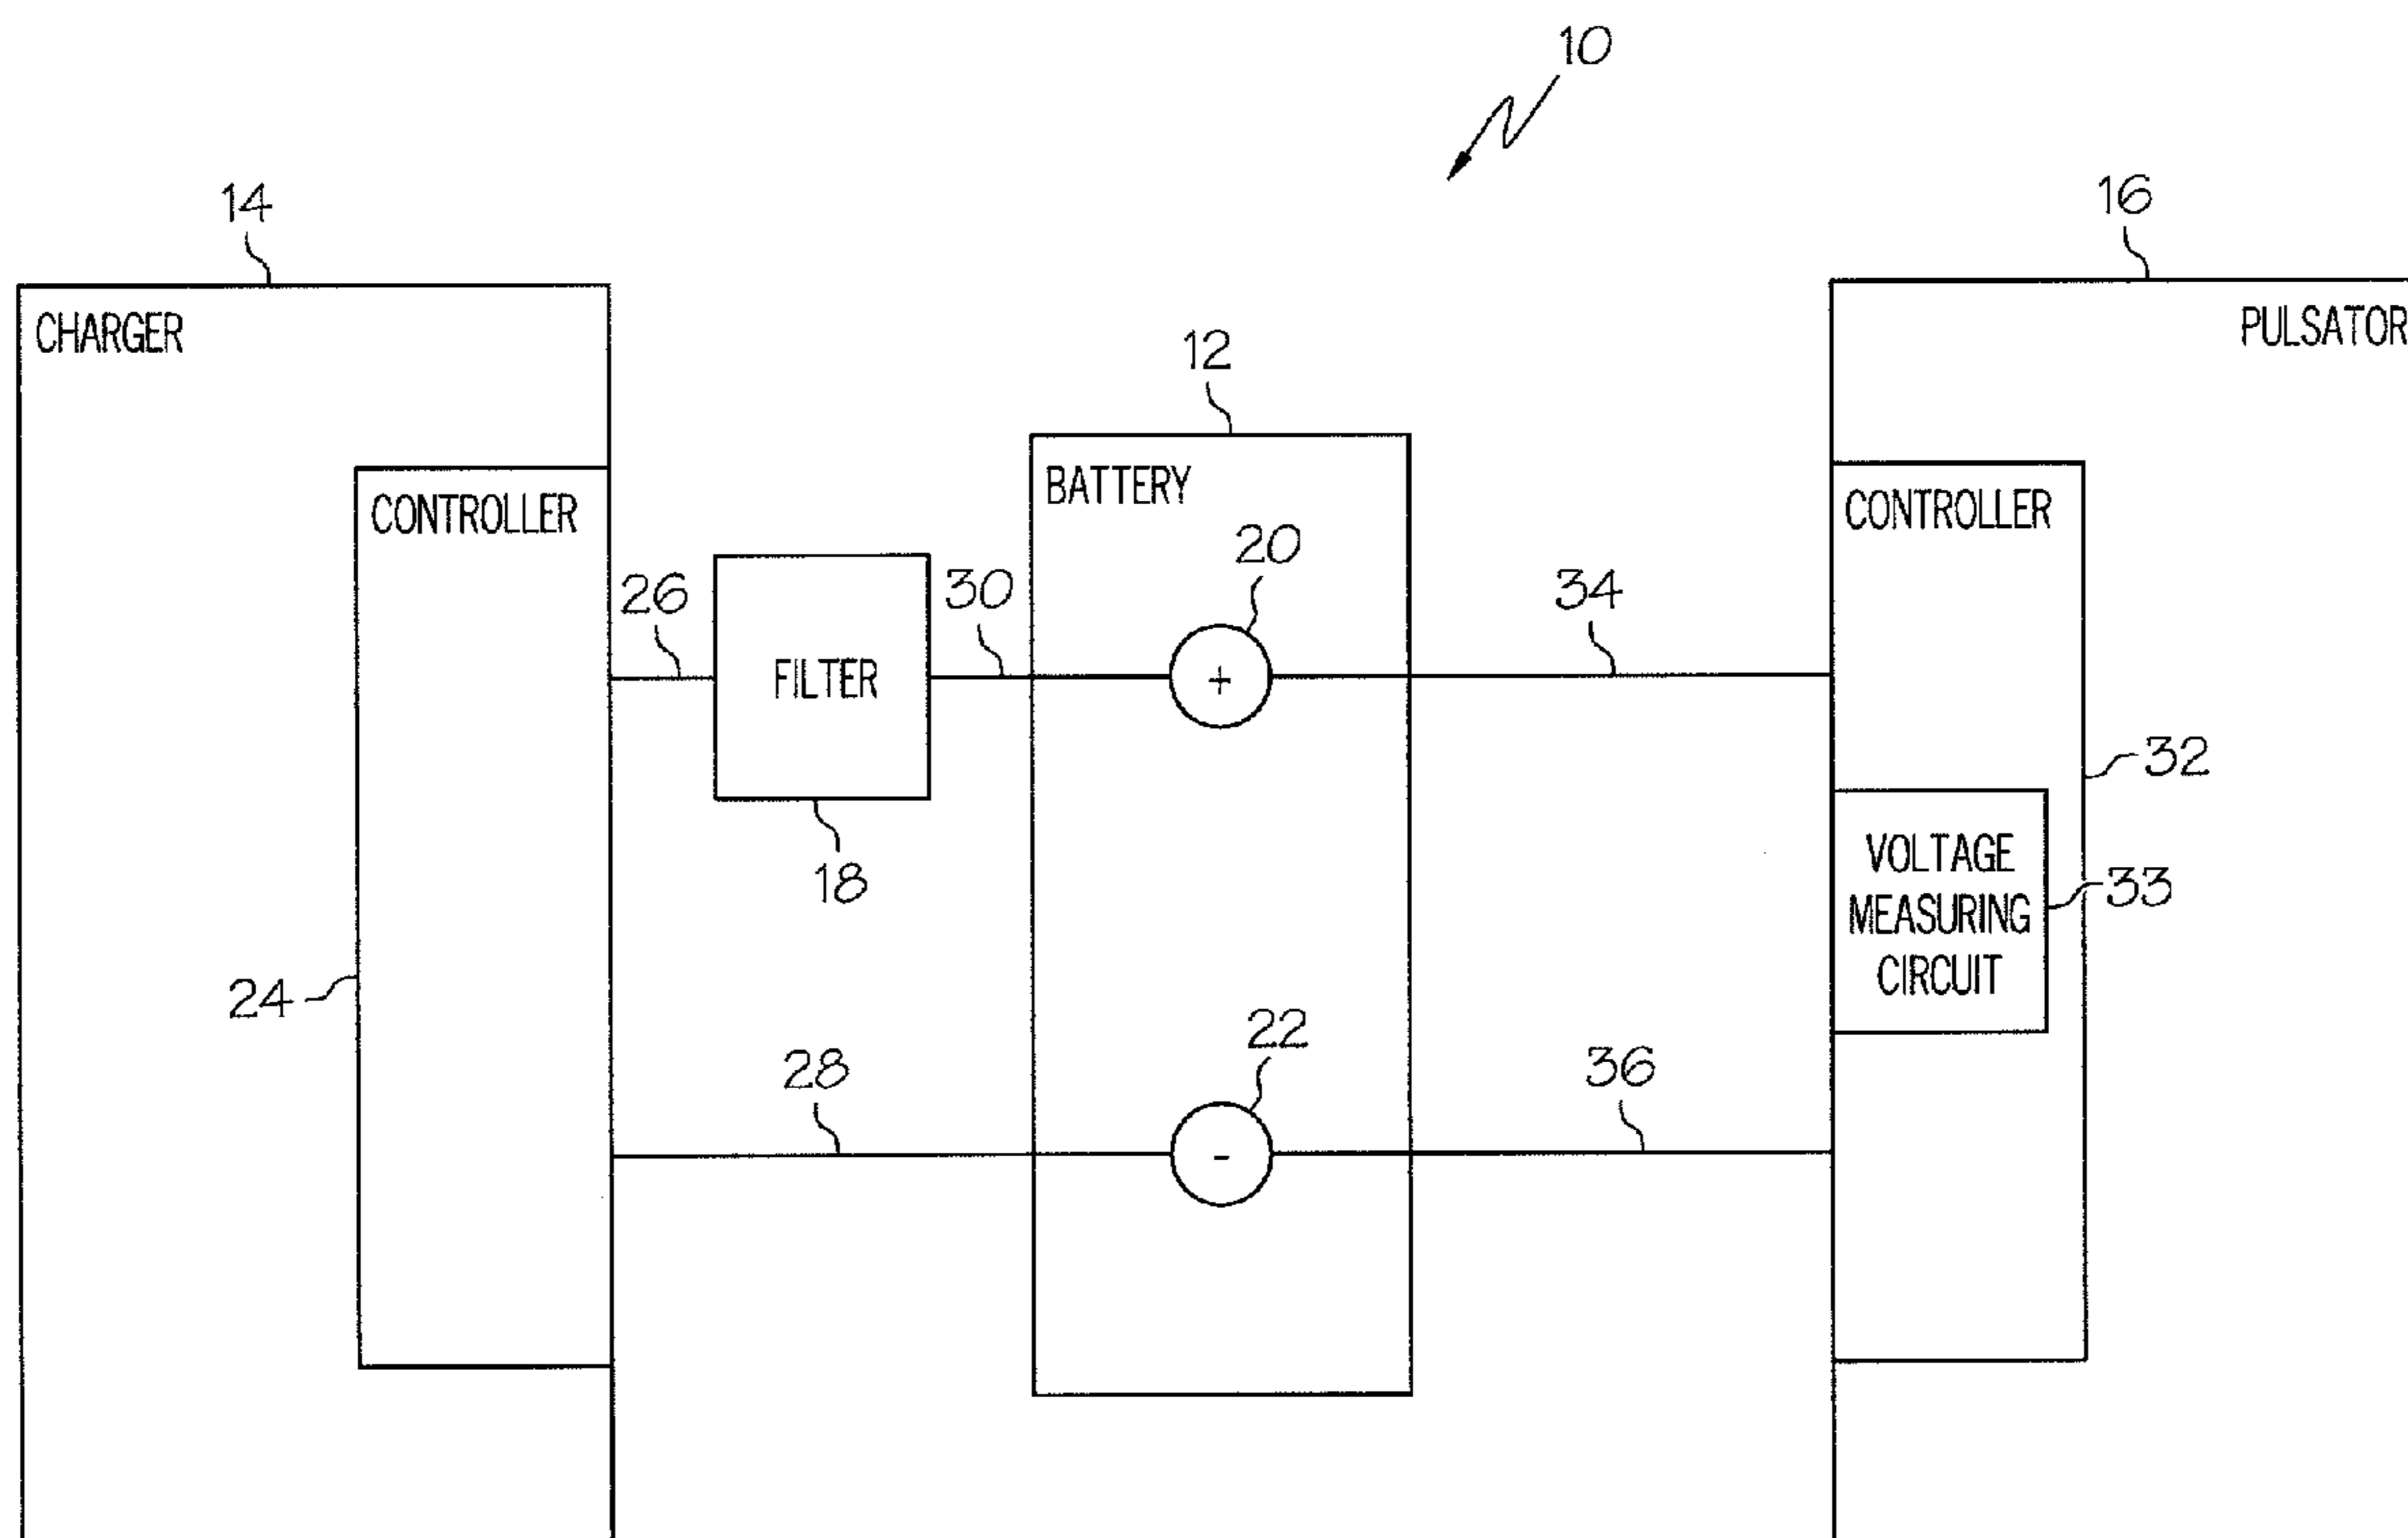 10
14
16
CHARGER
PULSATOR
12
BATTERY
CONTROLLER
CONTROLLER
20
26
30
34
+
FILTER
32
18
VOLTAGE
MEASURING
CIRCUIT
33
24
22
28
36
-